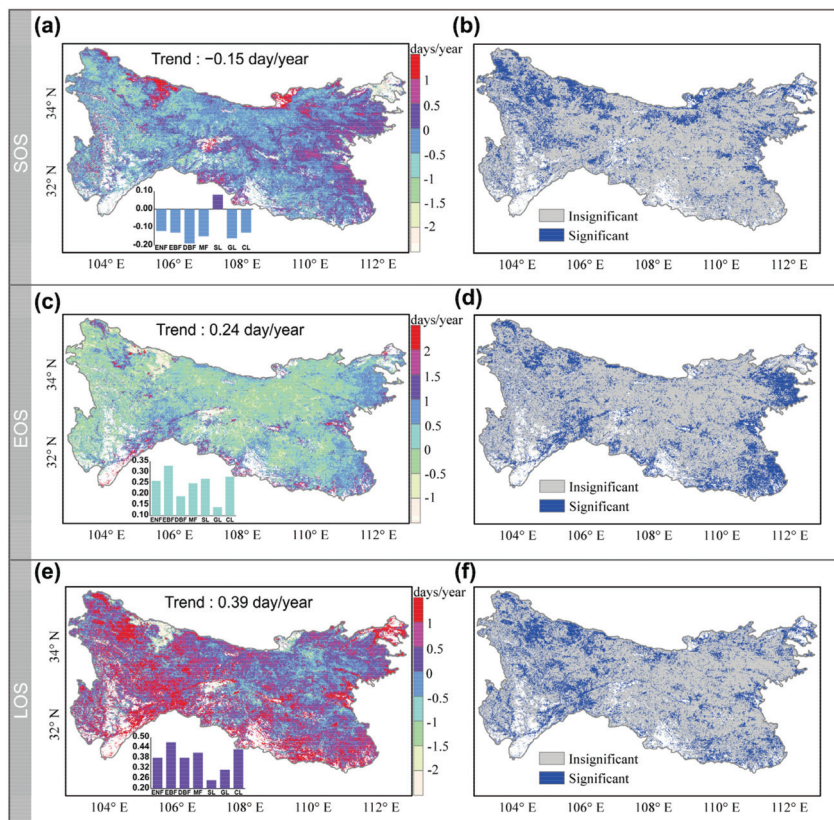 (a)
(b)
SOS
Trend : −0.15 day/year
days/year
1
0.5
0
-0.5
-1
-1.5
-2
34° N
32° N
0.10
0.00
-0.10
-0.20
ENF EBF DBF MF SL GL CL
Insignificant
Significant
104° E 106° E 108° E 110° E 112° E
104° E 106° E 108° E 110° E 112° E
(c)
(d)
EOS
Trend : 0.24 day/year
days/year
2
1.5
1
0.5
0
-0.5
-1
34° N
32° N
0.35
0.30
0.25
0.20
0.15
0.10
ENF EBF DBF MF SL GL CL
Insignificant
Significant
104° E 106° E 108° E 110° E 112° E
104° E 106° E 108° E 110° E 112° E
(e)
(f)
LOS
Trend : 0.39 day/year
days/year
1
0.5
0
-0.5
-1
-1.5
-2
34° N
32° N
0.50
0.44
0.38
0.32
0.26
0.20
ENF EBF DBF MF SL GL CL
Insignificant
Significant
104° E 106° E 108° E 110° E 112° E
104° E 106° E 108° E 110° E 112° E